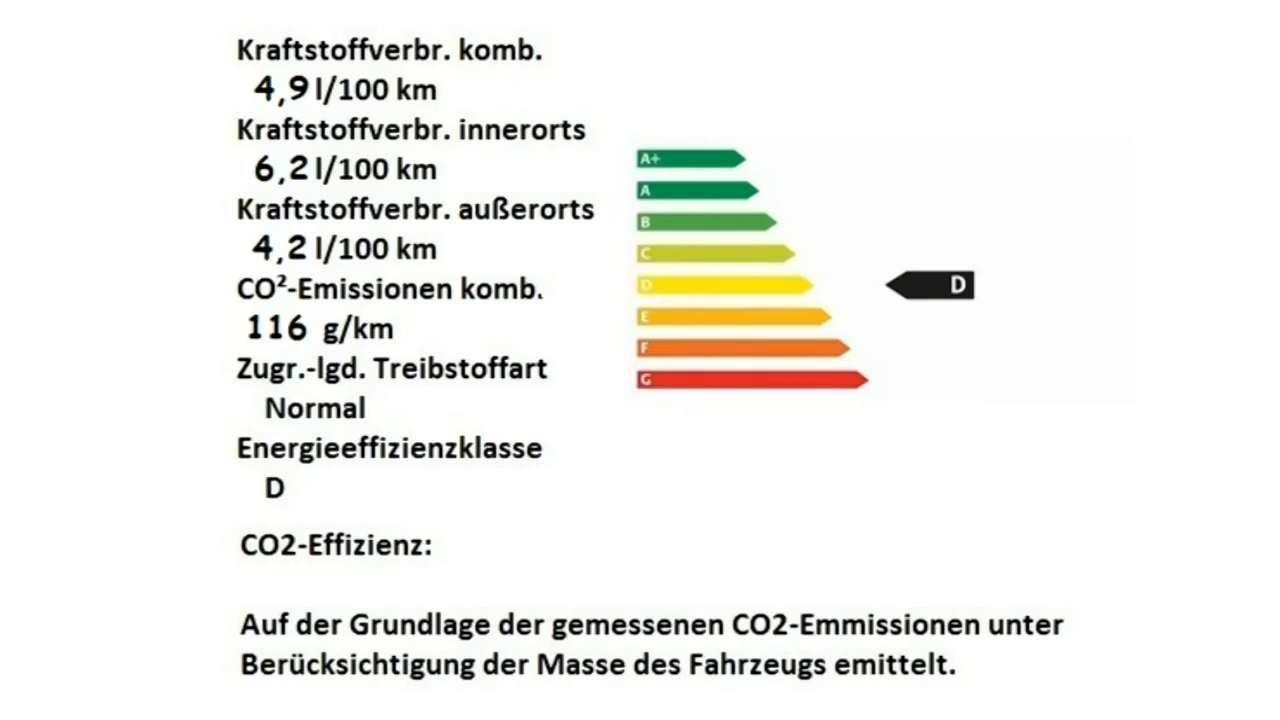 Kraftstoffverbr. komb.
4,9 l/100 km
Kraftstoffverbr. innerorts
6,2 l/100 km
Kraftstoffverbr. außerorts
4,2 l/100 km
CO²-Emissionen komb.
116 g/km
Zugr.-lgd. Treibstoffart
Normal
Energieeffizienzklasse
D
A+
A
B
C
D
D
E
F
G
CO2-Effizienz:
Auf der Grundlage der gemessenen CO2-Emmissionen unter
Berücksichtigung der Masse des Fahrzeugs emittelt.